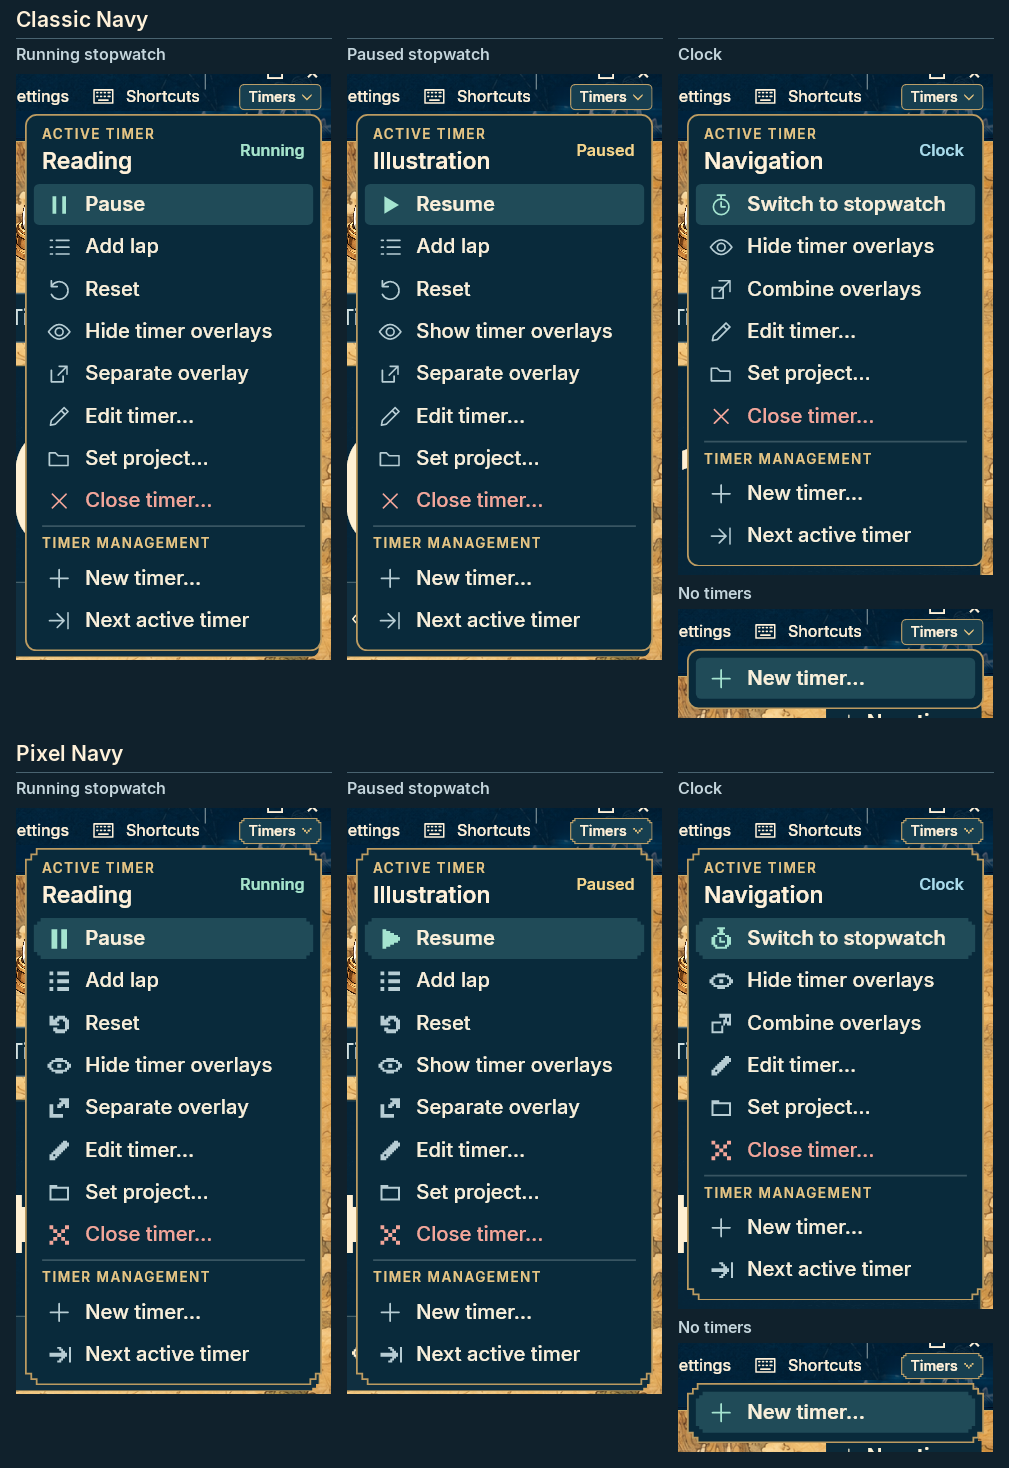 Classic Navy
Running stopwatch
ettings Shortcuts Timers
ACTIVE TIMER
Reading Running
Pause
Add lap
Reset
Hide timer overlays
Separate overlay
Edit timer...
Set project...
Close timer...
TIMER MANAGEMENT
New timer...
Next active timer
Paused stopwatch
ettings Shortcuts Timers
ACTIVE TIMER
Illustration Paused
Resume
Add lap
Reset
Show timer overlays
Separate overlay
Edit timer...
Set project...
Close timer...
TIMER MANAGEMENT
New timer...
Next active timer
Clock
ettings Shortcuts Timers
ACTIVE TIMER
Navigation Clock
Switch to stopwatch
Hide timer overlays
Combine overlays
Edit timer...
Set project...
Close timer...
TIMER MANAGEMENT
New timer...
Next active timer
No timers
ettings Shortcuts Timers
New timer...
Pixel Navy
Running stopwatch
ettings Shortcuts Timers
ACTIVE TIMER
Reading Running
Pause
Add lap
Reset
Hide timer overlays
Separate overlay
Edit timer...
Set project...
Close timer...
TIMER MANAGEMENT
New timer...
Next active timer
Paused stopwatch
ettings Shortcuts Timers
ACTIVE TIMER
Illustration Paused
Resume
Add lap
Reset
Show timer overlays
Separate overlay
Edit timer...
Set project...
Close timer...
TIMER MANAGEMENT
New timer...
Next active timer
Clock
ettings Shortcuts Timers
ACTIVE TIMER
Navigation Clock
Switch to stopwatch
Hide timer overlays
Combine overlays
Edit timer...
Set project...
Close timer...
TIMER MANAGEMENT
New timer...
Next active timer
No timers
ettings Shortcuts Timers
New timer...